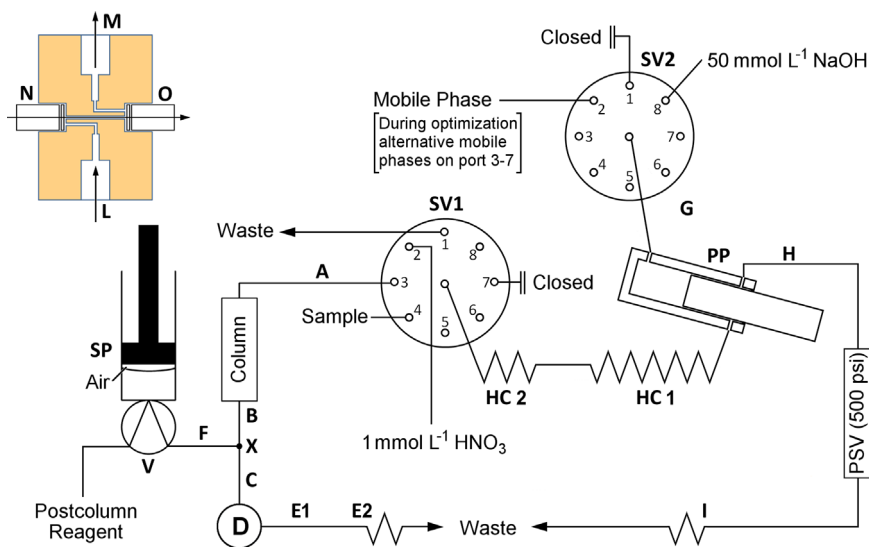 M
N
O
L
Closed
SV2
50 mmol L⁻¹ NaOH
Mobile Phase
[During optimization
alternative mobile
phases on port 3-7]
1
2
3
4
5
6
7
8
G
SV1
Waste
1
2
3
4
5
6
7
8
A
Closed
Sample
PP
H
SP
Air
Column
HC 2
HC 1
PSV (500 psi)
B
F
X
V
C
1 mmol L⁻¹ HNO₃
Postcolumn
Reagent
D
E1
E2
Waste
I